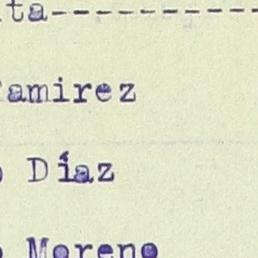 ta-----------
amirez
o Díaz
o Moreno